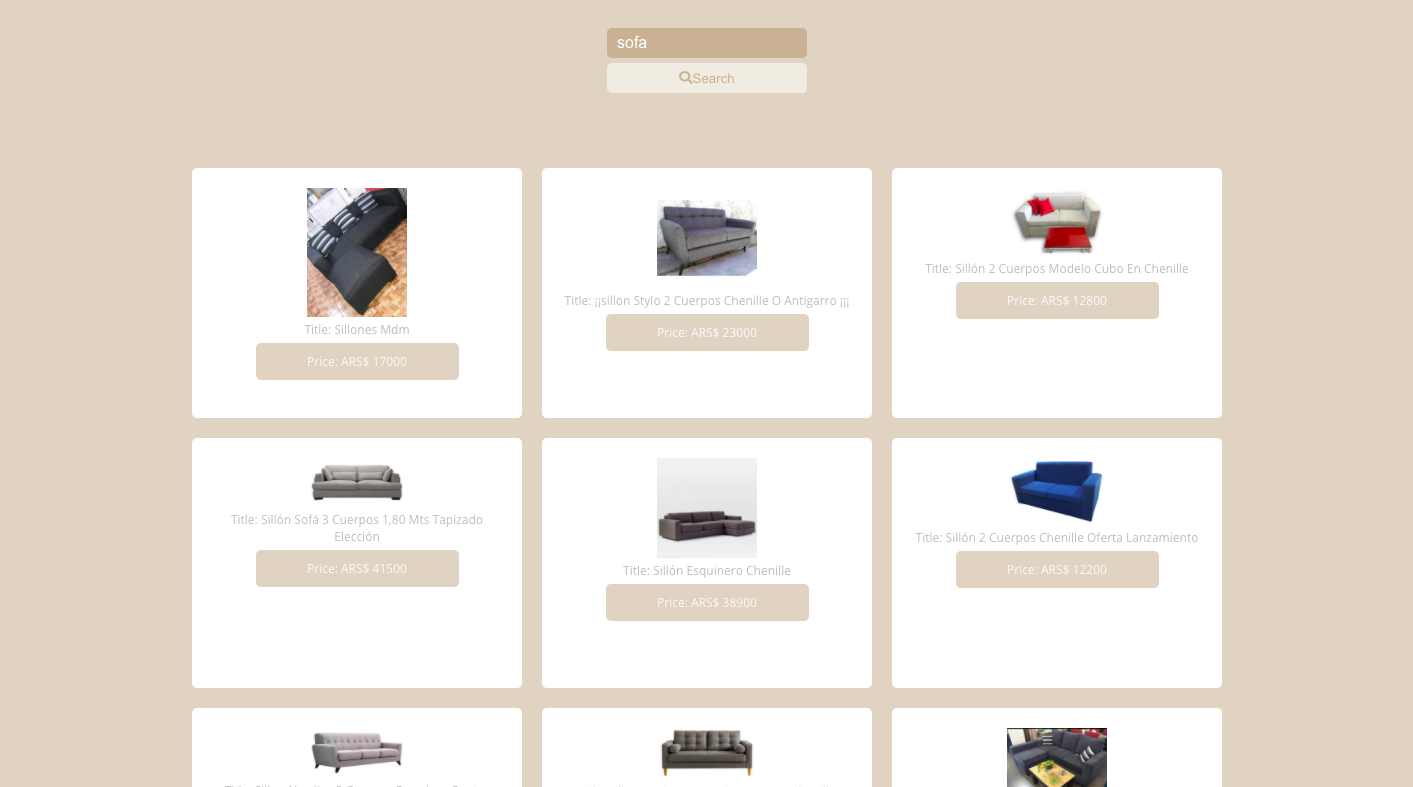 sofa
Search
Title: Sillones Mdm
Price: ARS$ 17000
Title: ¡¡sillon Stylo 2 Cuerpos Chenille O Antigarro ¡¡¡
Price: ARS$ 23000
Title: Sillón 2 Cuerpos Modelo Cubo En Chenille
Price: ARS$ 12800
Title: Sillón Sofá 3 Cuerpos 1,80 Mts Tapizado
Elección
Price: ARS$ 41500
Title: Sillón Esquinero Chenille
Price: ARS$ 38900
Title: Sillón 2 Cuerpos Chenille Oferta Lanzamiento
Price: ARS$ 12200